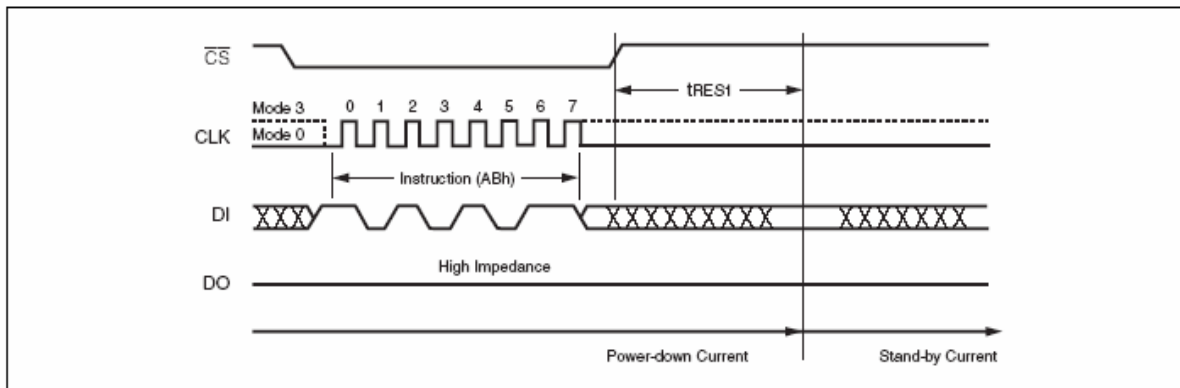 CS
tRES1
Mode 3 0 1 2 3 4 5 6 7
CLK Mode 0
Instruction (ABh)
DI
High Impedance
DO
Power-down Current Stand-by Current